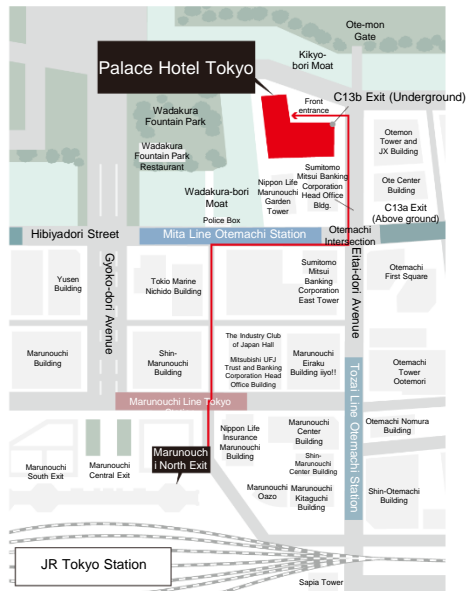 Ote-mon
Gate
Kikyo-
bori Moat
Palace Hotel Tokyo
C13b Exit (Underground)
Front
entrance
Wadakura
Fountain Park
Wadakura
Fountain Park
Restaurant
Otemon
Tower and
JX Building
Sumitomo
Mitsui Banking
Corporation
Head Office
Bldg.
Nippon Life
Marunouchi
Garden
Tower
Ote Center
Building
Wadakura-bori
Moat
C13a Exit
(Above ground)
Police Box
Hibiyadori Street
Mita Line Otemachi Station
Otemachi
Intersection
Eitai-dori Avenue
Gyoko-dori Avenue
Yusen
Building
Tokio Marine
Nichido Building
Sumitomo
Mitsui
Banking
Corporation
East Tower
Otemachi
First Square
Marunouchi
Building
Shin-
Marunouchi
Building
The Industry Club
of Japan Hall
Mitsubishi UFJ
Trust and Banking
Corporation Head
Office Building
Marunouchi
Eiraku
Building iiyo!!
Otemachi
Tower
Ootemori
Tozai Line Otemachi Station
Marunouchi Line Tokyo
Marunouch
i North Exit
Nippon Life
Insurance
Marunouchi
Building
Marunouchi
Center
Building
Otemachi Nomura
Building
Shin-
Marunouchi
Center Building
Marunouchi
South Exit
Marunouchi
Central Exit
Marunouchi
Oazo
Marunouchi
Kitaguchi
Building
Shin-Otemachi
Building
JR Tokyo Station
Sapia Tower